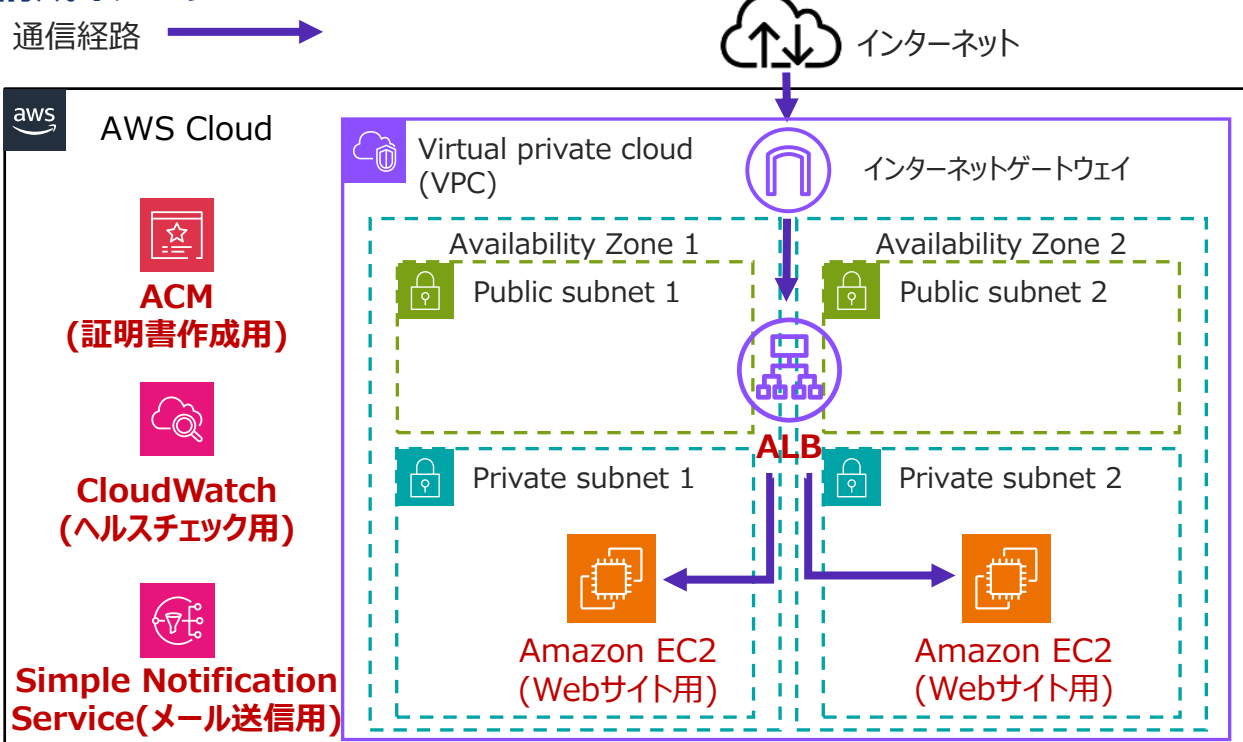 通信経路
インターネット
aws
AWS Cloud
Virtual private cloud
(VPC)
インターネットゲートウェイ
Availability Zone 1
Availability Zone 2
Public subnet 1
Public subnet 2
ACM
(証明書作成用)
ALB
Private subnet 1
Private subnet 2
CloudWatch
(ヘルスチェック用)
Amazon EC2
(Webサイト用)
Amazon EC2
(Webサイト用)
Simple Notification
Service(メール送信用)